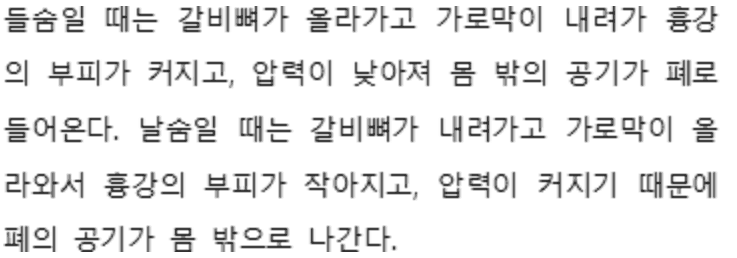 들숨일 때는 갈비뼈가 올라가고 가로막이 내려가 흉강
의 부피가 커지고, 압력이 낮아져 몸 밖의 공기가 폐로
들어온다. 날숨일 때는 갈비뼈가 내려가고 가로막이 올
라와서 흉강의 부피가 작아지고, 압력이 커지기 때문에
폐의 공기가 몸 밖으로 나간다.